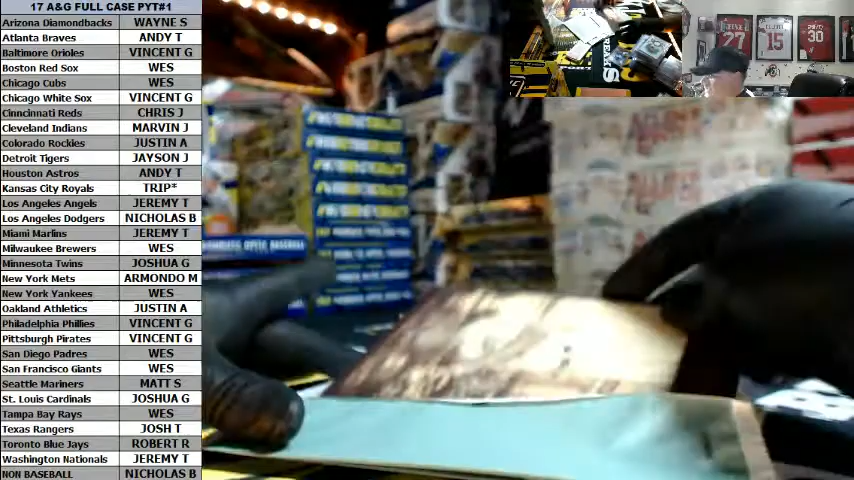 17 A&G FULL CASE PYT#1
Arizona Diamondbacks WAYNE S
Atlanta Braves ANDY T
Baltimore Orioles VINCENT G
Boston Red Sox WES
Chicago Cubs WES
Chicago White Sox VINCENT G
Cinncinnati Reds CHRIS J
Cleveland Indians MARVIN J
Colorado Rockies JUSTIN A
Detroit Tigers JAYSON J
Houston Astros ANDY T
Kansas City Royals TRIP*
Los Angeles Angels JEREMY T
Los Angeles Dodgers NICHOLAS B
Miami Marlins JEREMY T
Milwaukee Brewers WES
Minnesota Twins JOSHUA G
New York Mets ARMONDO M
New York Yankees WES
Oakland Athletics JUSTIN A
Philadelphia Phillies VINCENT G
Pittsburgh Pirates VINCENT G
San Diego Padres WES
San Francisco Giants WES
Seattle Mariners MATT S
St. Louis Cardinals JOSHUA G
Tampa Bay Rays WES
Texas Rangers JOSH T
Toronto Blue Jays ROBERT R
Washington Nationals JEREMY T
NON BASEBALL NICHOLAS B
27
15
30